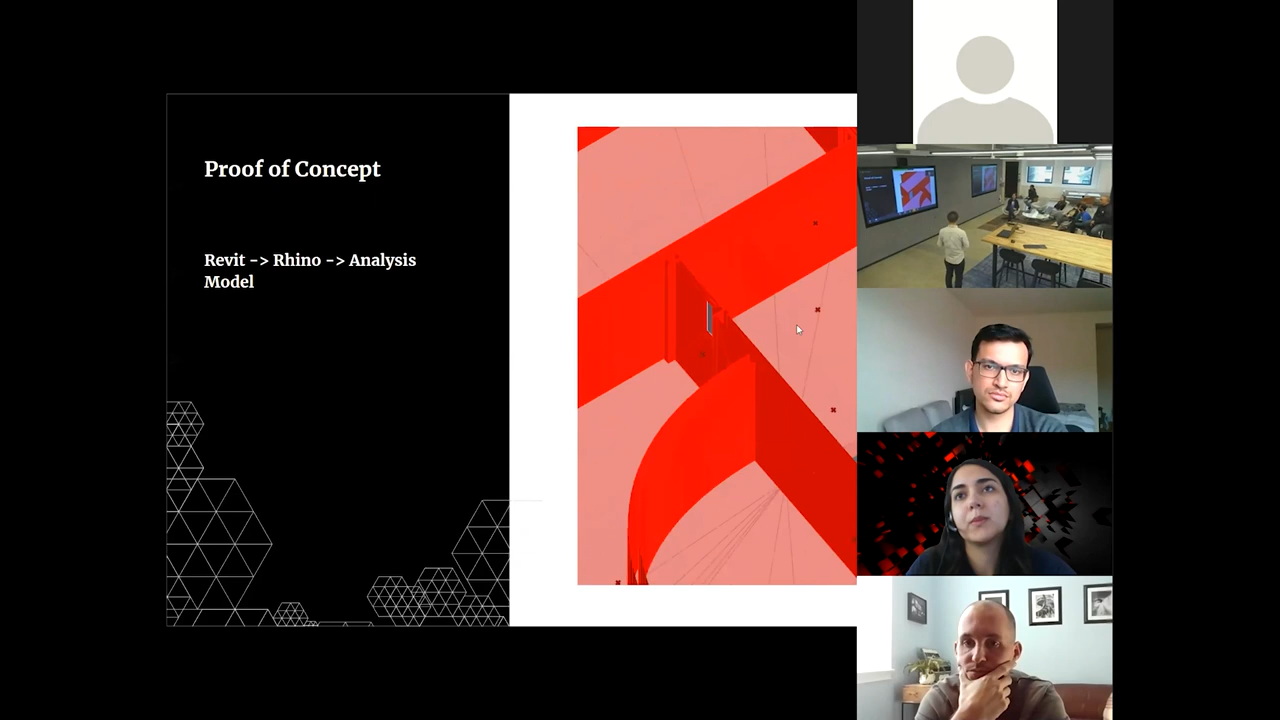 Proof of Concept
Revit -> Rhino -> Analysis
Model